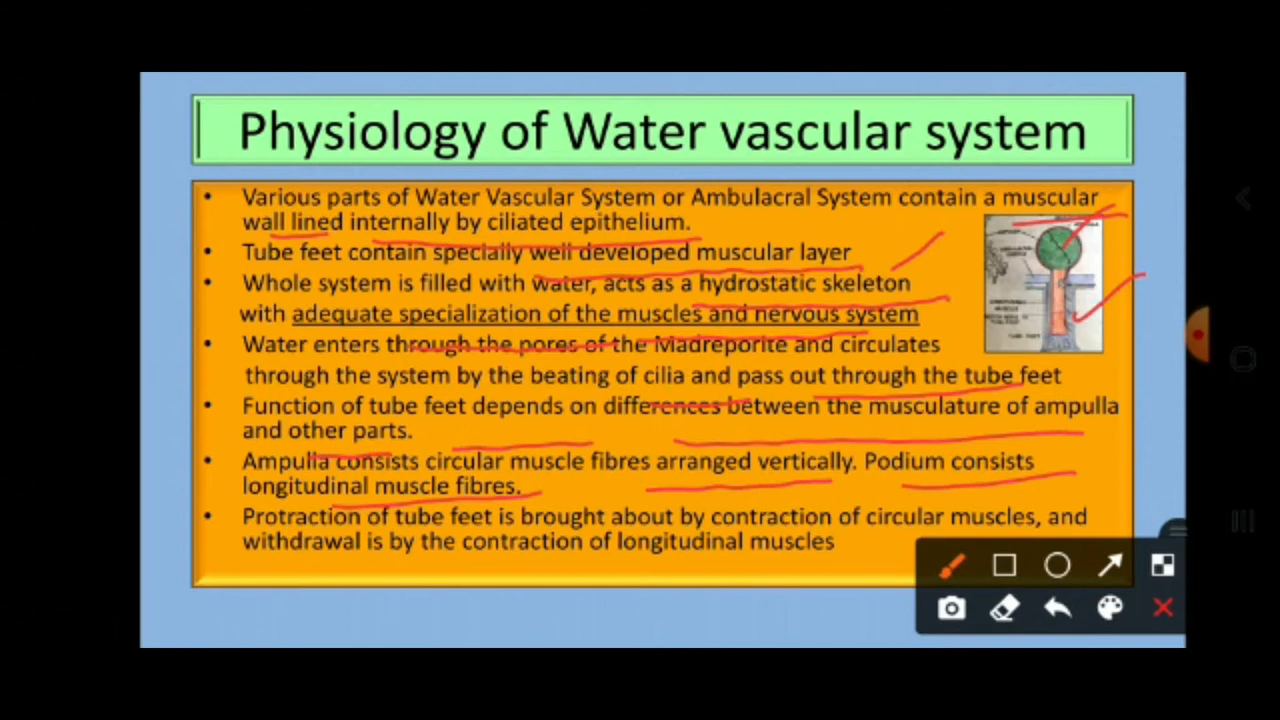 Physiology of Water vascular system
• Various parts of Water Vascular System or Ambulacral System contain a muscular
wall lined internally by ciliated epithelium.
• Tube feet contain specially well developed muscular layer
• Whole system is filled with water, acts as a hydrostatic skeleton
with adequate specialization of the muscles and nervous system
• Water enters through the pores of the Madreporite and circulates
through the system by the beating of cilia and pass out through the tube feet
• Function of tube feet depends on differences between the musculature of ampulla
and other parts.
• Ampulla consists circular muscle fibres arranged vertically. Podium consists
longitudinal muscle fibres.
• Protraction of tube feet is brought about by contraction of circular muscles, and
withdrawal is by the contraction of longitudinal muscles